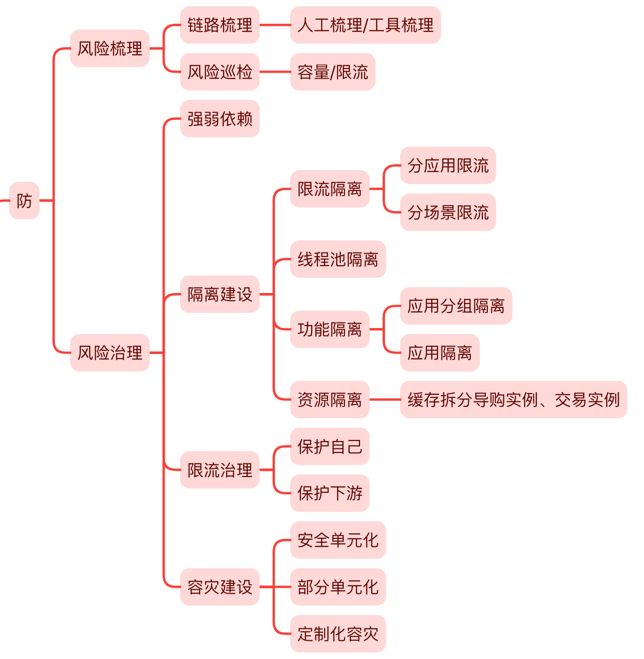 防
风险梳理
链路梳理
人工梳理/工具梳理
风险巡检
容量/限流
风险治理
强弱依赖
隔离建设
限流隔离
分应用限流
分场景限流
线程池隔离
功能隔离
应用分组隔离
应用隔离
资源隔离
缓存拆分导购实例、交易实例
限流治理
保护自己
保护下游
容灾建设
安全单元化
部分单元化
定制化容灾